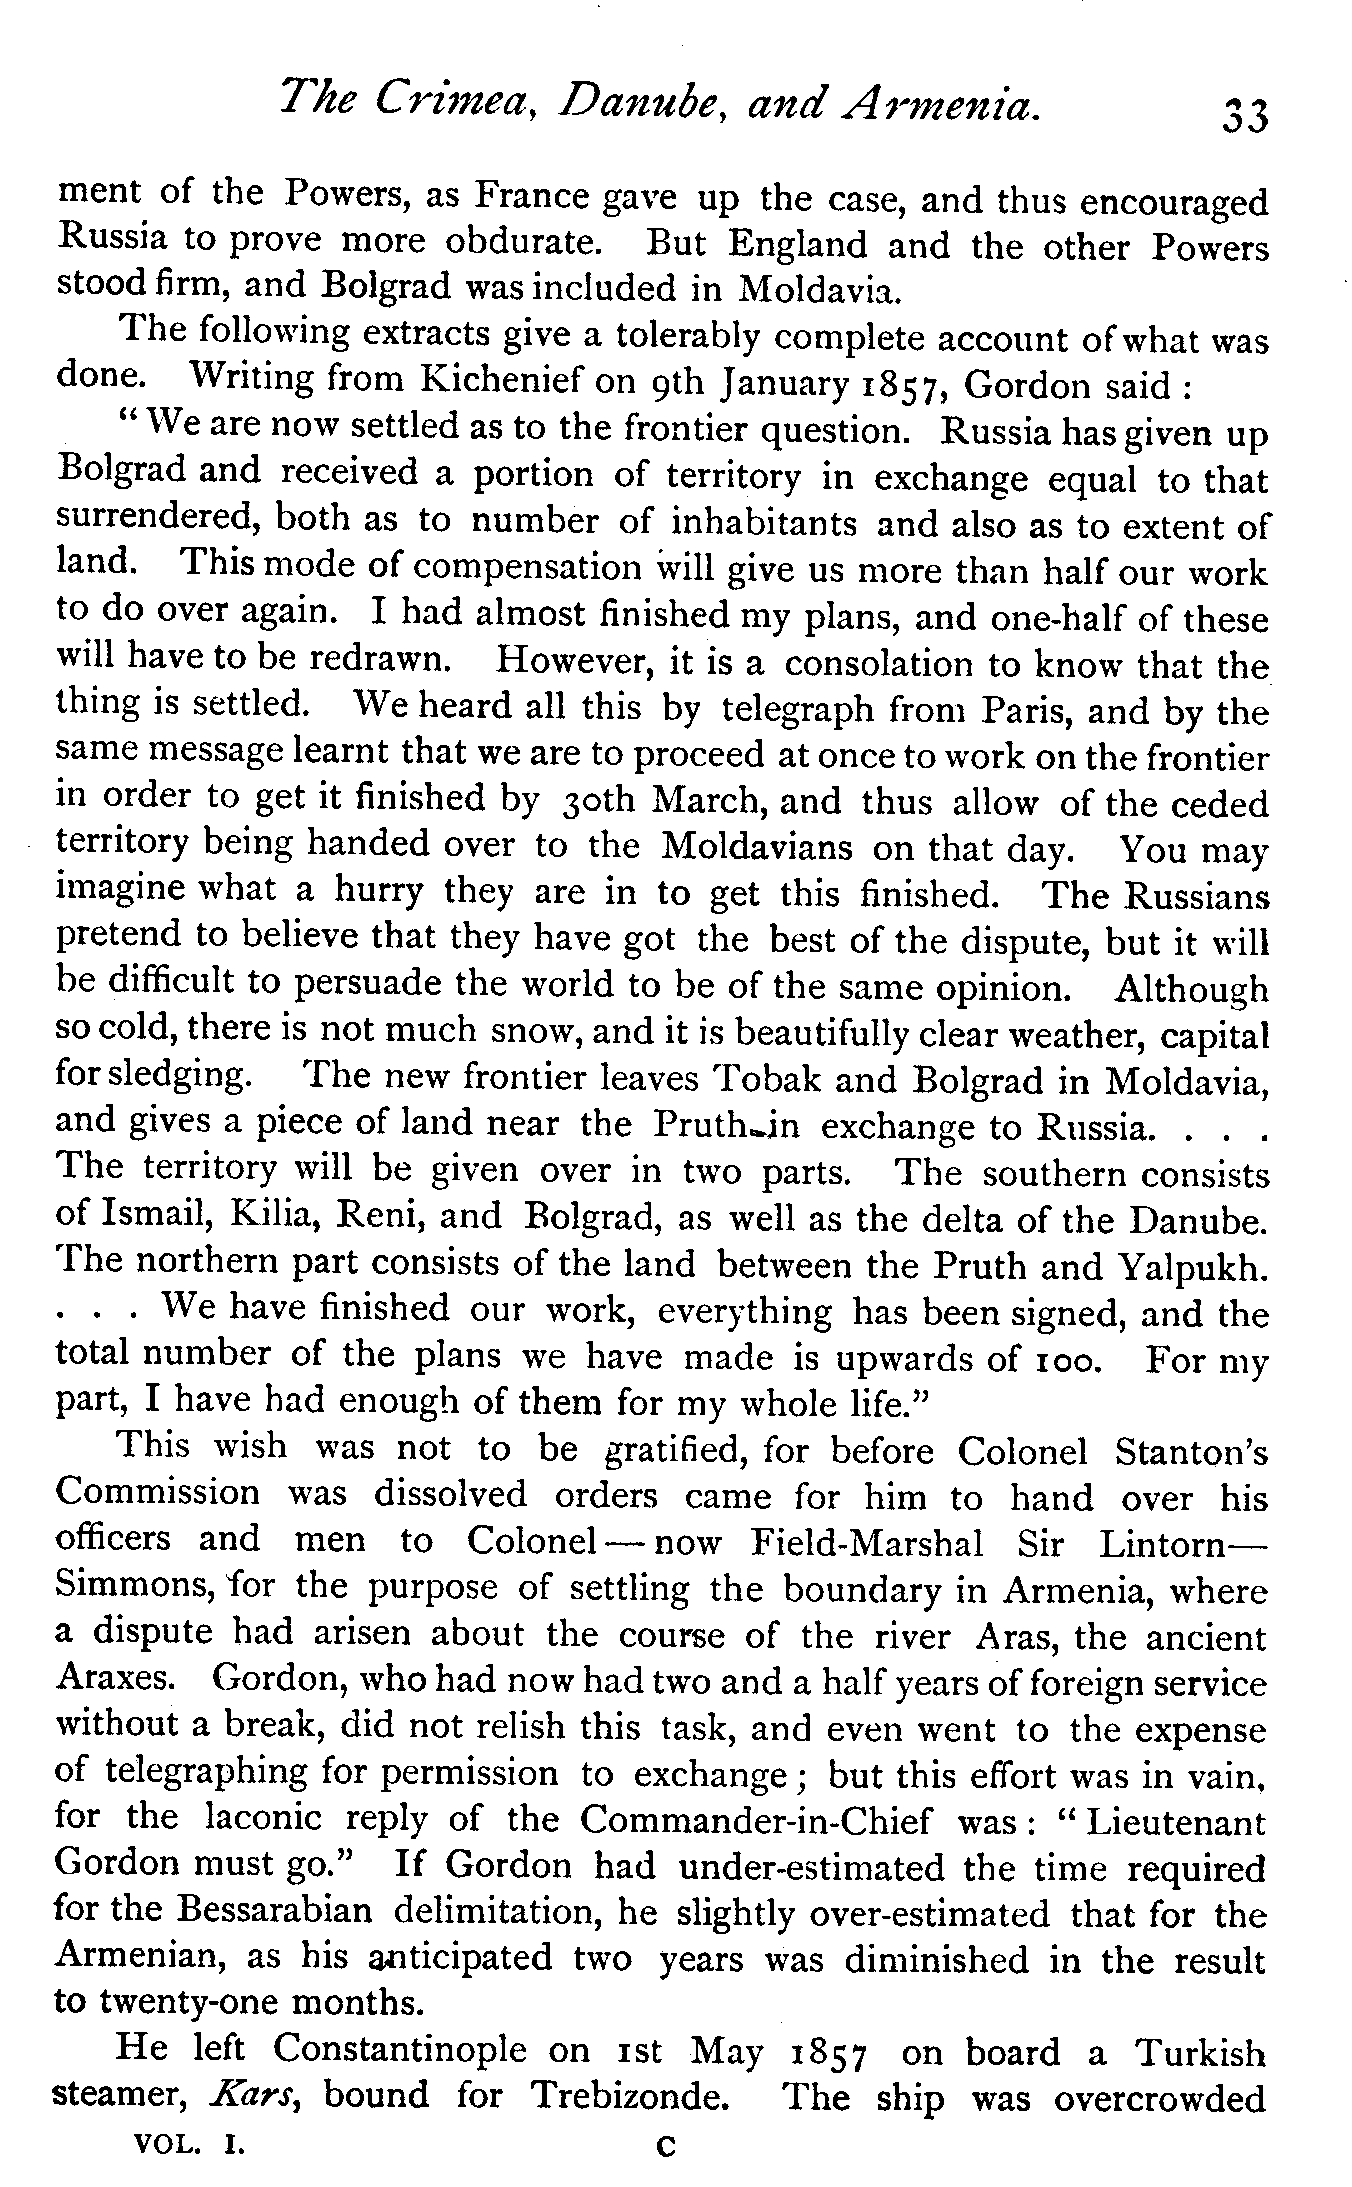 The Crimea, Danube, and Armenia. 33
ment of the Powers, as France gave up the case, and thus encouraged
Russia to prove more obdurate. But England and the other Powers
stood firm, and Bolgrad was included in Moldavia.
The following extracts give a tolerably complete account of what was
done. Writing from Kichenief on 9th January 1857, Gordon said :
“ We are now settled as to the frontier question. Russia has given up
Bolgrad and received a portion of territory in exchange equal to that
surrendered, both as to number of inhabitants and also as to extent of
land. This mode of compensation will give us more than half our work
to do over again. I had almost finished my plans, and one-half of these
will have to be redrawn. However, it is a consolation to know that the
thing is settled. We heard all this by telegraph from Paris, and by the
same message learnt that we are to proceed at once to work on the frontier
in order to get it finished by 30th March, and thus allow of the ceded
territory being handed over to the Moldavians on that day. You may
imagine what a hurry they are in to get this finished. The Russians
pretend to believe that they have got the best of the dispute, but it will
be difficult to persuade the world to be of the same opinion. Although
so cold, there is not much snow, and it is beautifully clear weather, capital
for sledging. The new frontier leaves Tobak and Bolgrad in Moldavia,
and gives a piece of land near the Pruth in exchange to Russia. . . .
The territory will be given over in two parts. The southern consists
of Ismail, Kilia, Reni, and Bolgrad, as well as the delta of the Danube.
The northern part consists of the land between the Pruth and Yalpukh.
. . . We have finished our work, everything has been signed, and the
total number of the plans we have made is upwards of 100. For my
part, I have had enough of them for my whole life.”
This wish was not to be gratified, for before Colonel Stanton's
Commission was dissolved orders came for him to hand over his
officers and men to Colonel — now Field-Marshal Sir Lintorn—
Simmons, for the purpose of settling the boundary in Armenia, where
a dispute had arisen about the course of the river Aras, the ancient
Araxes. Gordon, who had now had two and a half years of foreign service
without a break, did not relish this task, and even went to the expense
of telegraphing for permission to exchange ; but this effort was in vain,
for the laconic reply of the Commander-in-Chief was : “ Lieutenant
Gordon must go.” If Gordon had under-estimated the time required
for the Bessarabian delimitation, he slightly over-estimated that for the
Armenian, as his anticipated two years was diminished in the result
to twenty-one months.
He left Constantinople on 1st May 1857 on board a Turkish
steamer, Kars, bound for Trebizonde. The ship was overcrowded
VOL. I. C